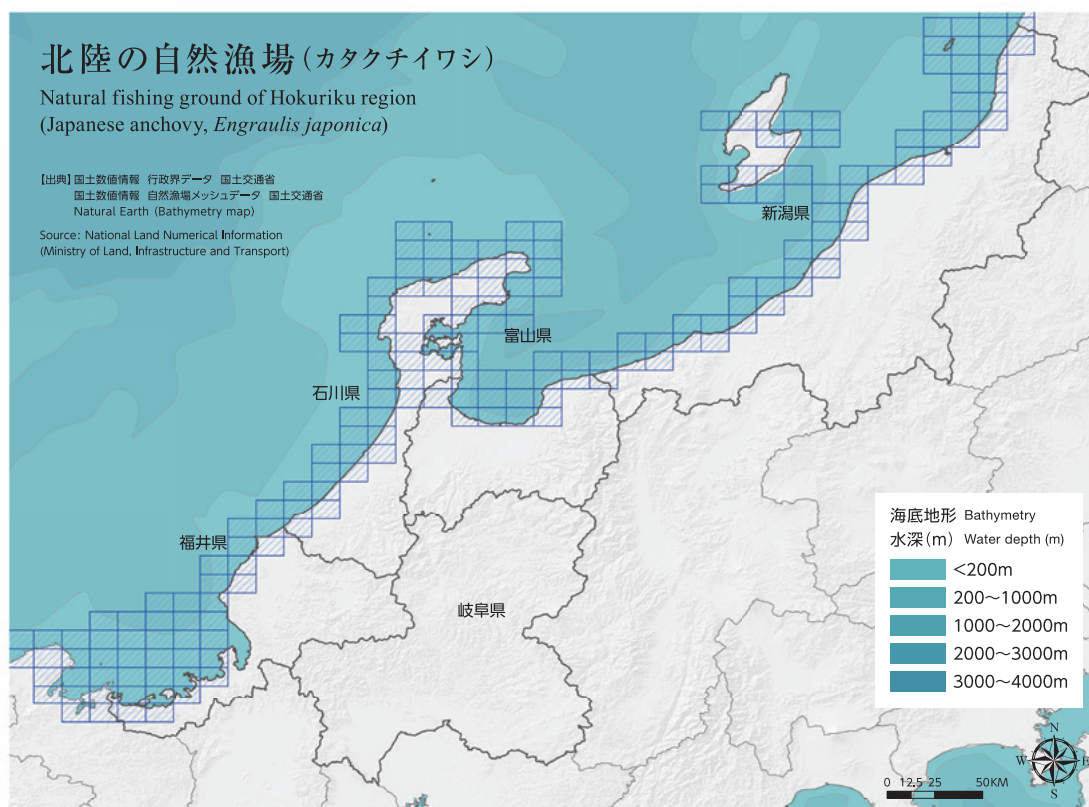 北陸の自然漁場(カタクチイワシ)
Natural fishing ground of Hokuriku region
(Japanese anchovy, Engraulis japonica)
【出典】国土数値情報 行政界データ 国土交通省
国土数値情報 自然漁場メッシュデータ 国土交通省
Natural Earth (Bathymetry map)
Source: National Land Numerical Information
(Ministry of Land, Infrastructure and Transport)
新潟県
富山県
石川県
福井県
岐阜県
海底地形 Bathymetry
水深(m) Water depth (m)
<200m
200～1000m
1000～2000m
2000～3000m
3000～4000m
N
W E
S
0 12.5 25 50KM